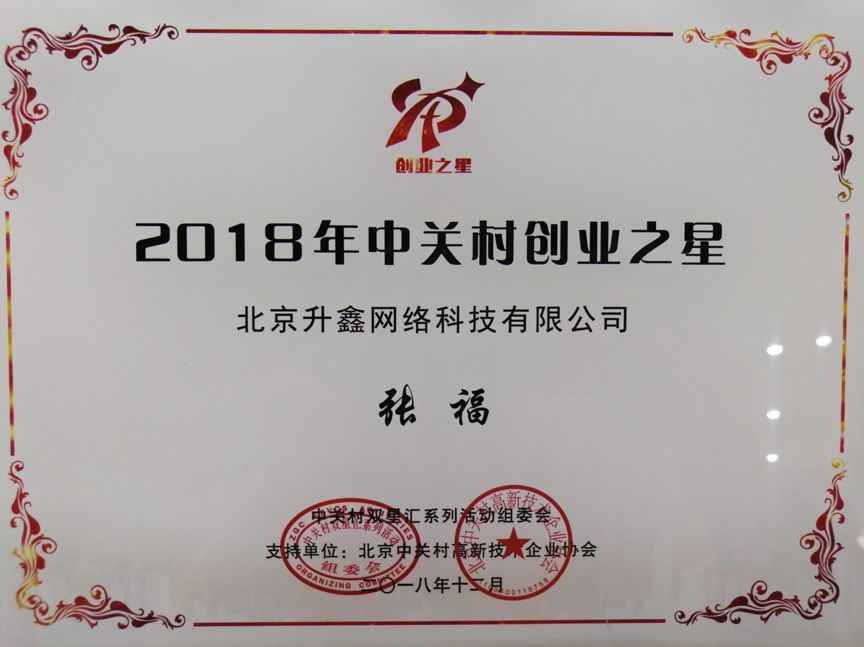 创业之星
2018年中关村创业之星
北京升鑫网络科技有限公司
张 福
中关村双星汇系列活动组委会
支持单位：北京中关村高新技术企业协会
二〇一八年十二月
中关村双星汇系列活动
组委会
ORGANIZING COMMITTEE
北京中关村高新技术企业协会